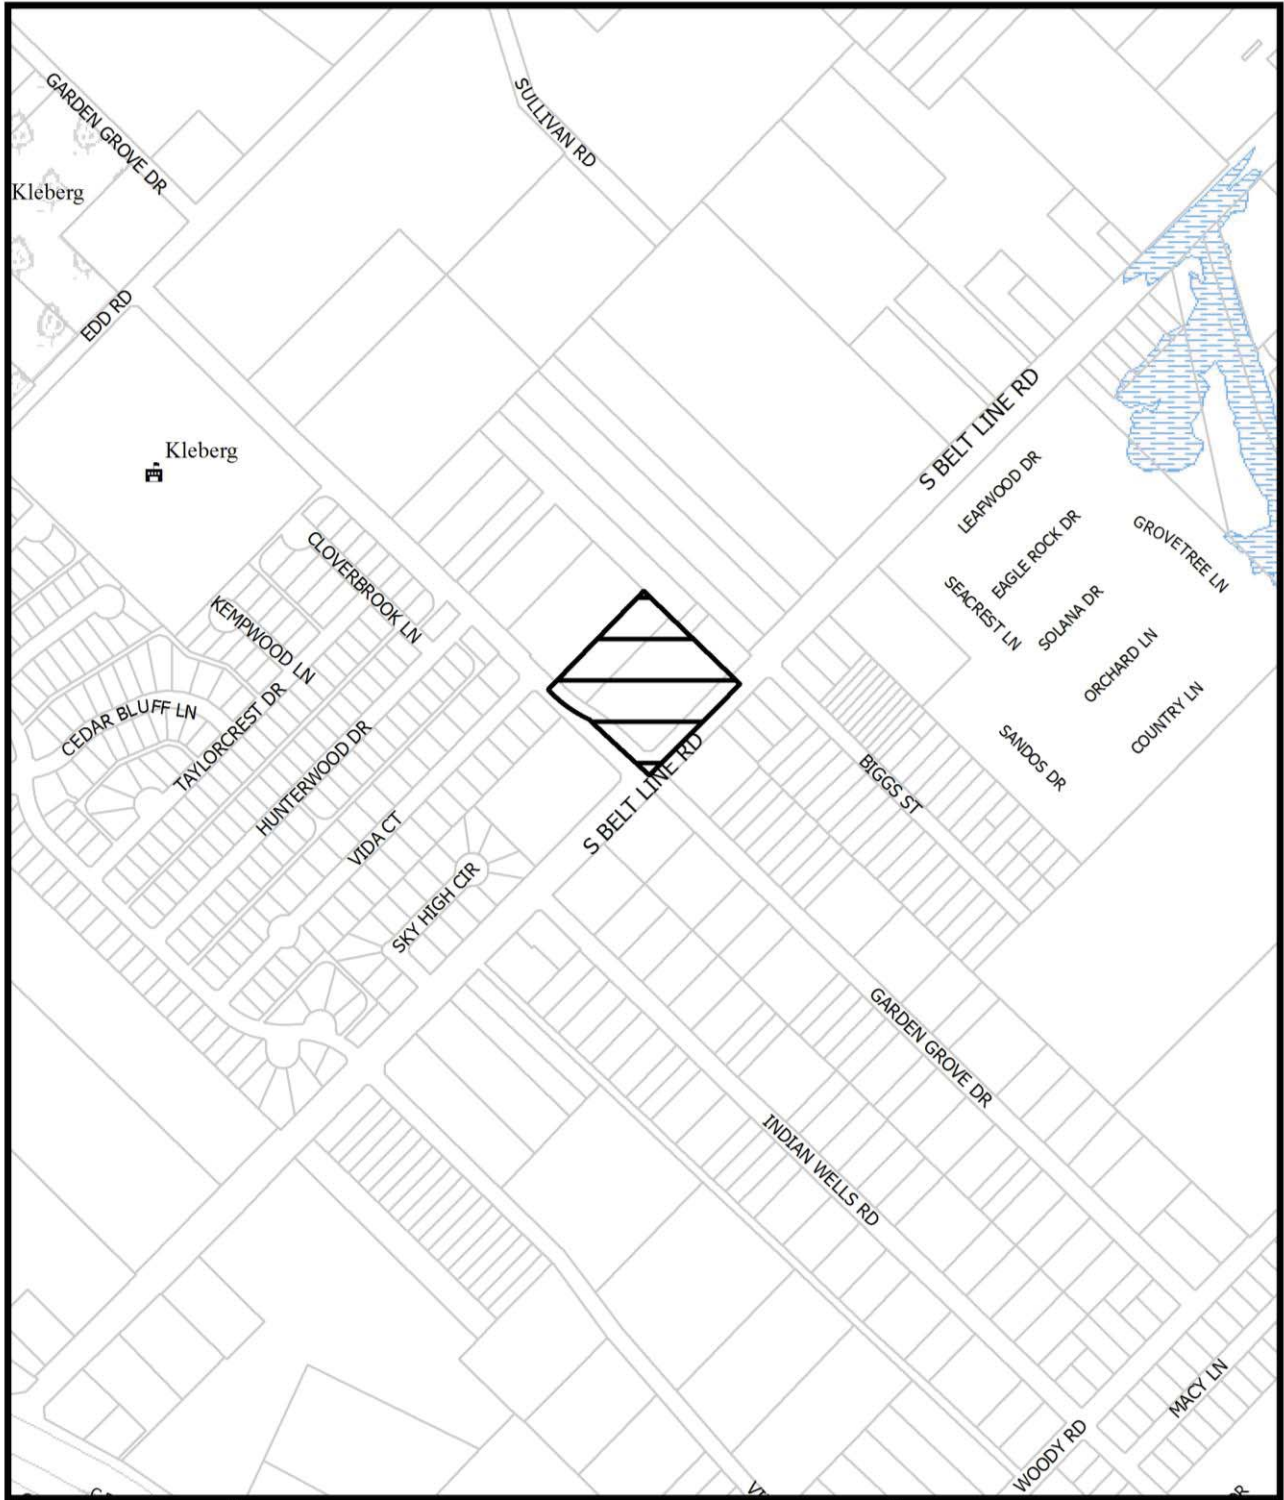 GARDEN GROVE DR
SULLIVAN RD
Kleberg
EDD RD
S BELT LINE RD
Kleberg
LEAFWOOD DR
EAGLE ROCK DR
GROVETREE LN
CLOVERBROOK LN
SEACREST LN
SOLANA DR
KEMPWOOD LN
ORCHARD LN
CEDAR BLUFF LN
TAYLORCREST DR
COUNTRY LN
HUNTERWOOD DR
SANDOS DR
S BELT LINE RD
BIGGS ST
VIDA CT
SKY HIGH CIR
GARDEN GROVE DR
INDIAN WELLS RD
MACY LN
WOODY RD